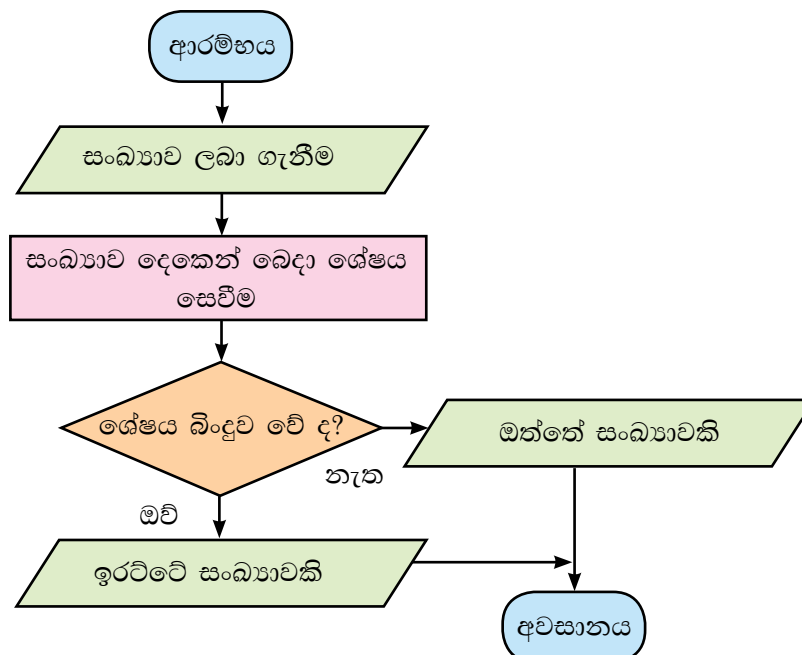 ආරම්භය
සංඛ්‍යාව ලබා ගැනීම
සංඛ්‍යාව දෙකෙන් බෙදා ශේෂය
සෙවීම
ශේෂය බිංදුව වේ ද?
ඔත්තේ සංඛ්‍යාවකි
නැත
ඔව්
ඉරට්ටේ සංඛ්‍යාවකි
අවසානය